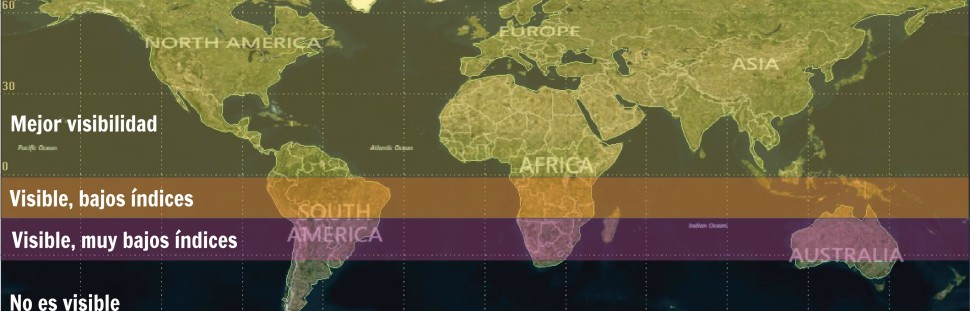 60
NORTH AMERICA
EUROPE
ASIA
30
Mejor visibilidad
Pacific Ocean
Atlantic Ocean
AFRICA
0
Visible, bajos índices
SOUTH
AMERICA
Visible, muy bajos índices
Indian Ocean
AUSTRALIA
No es visible